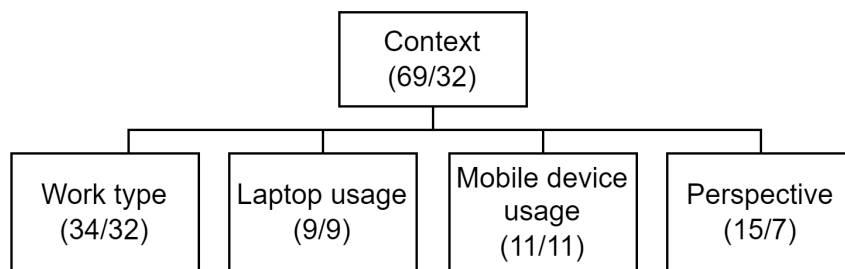 Context
(69/32)
Work type
(34/32)
Laptop usage
(9/9)
Mobile device
usage
(11/11)
Perspective
(15/7)